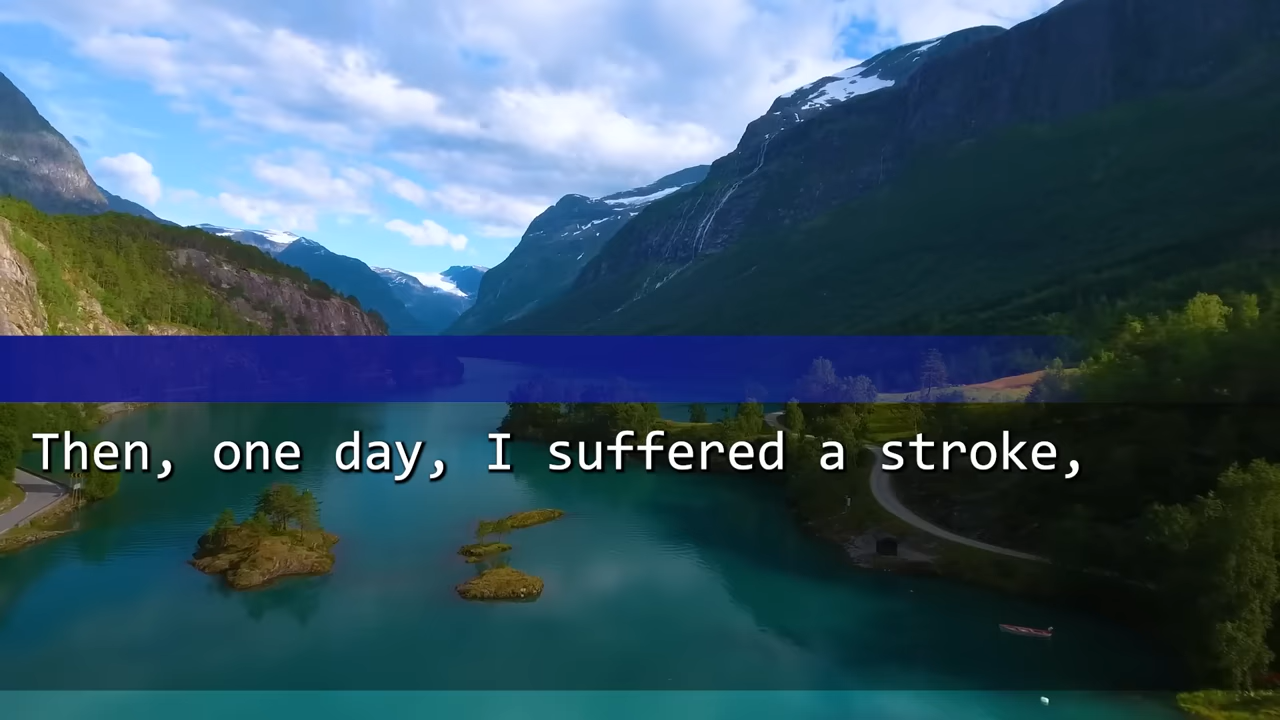 Then, one day, I suffered a stroke,